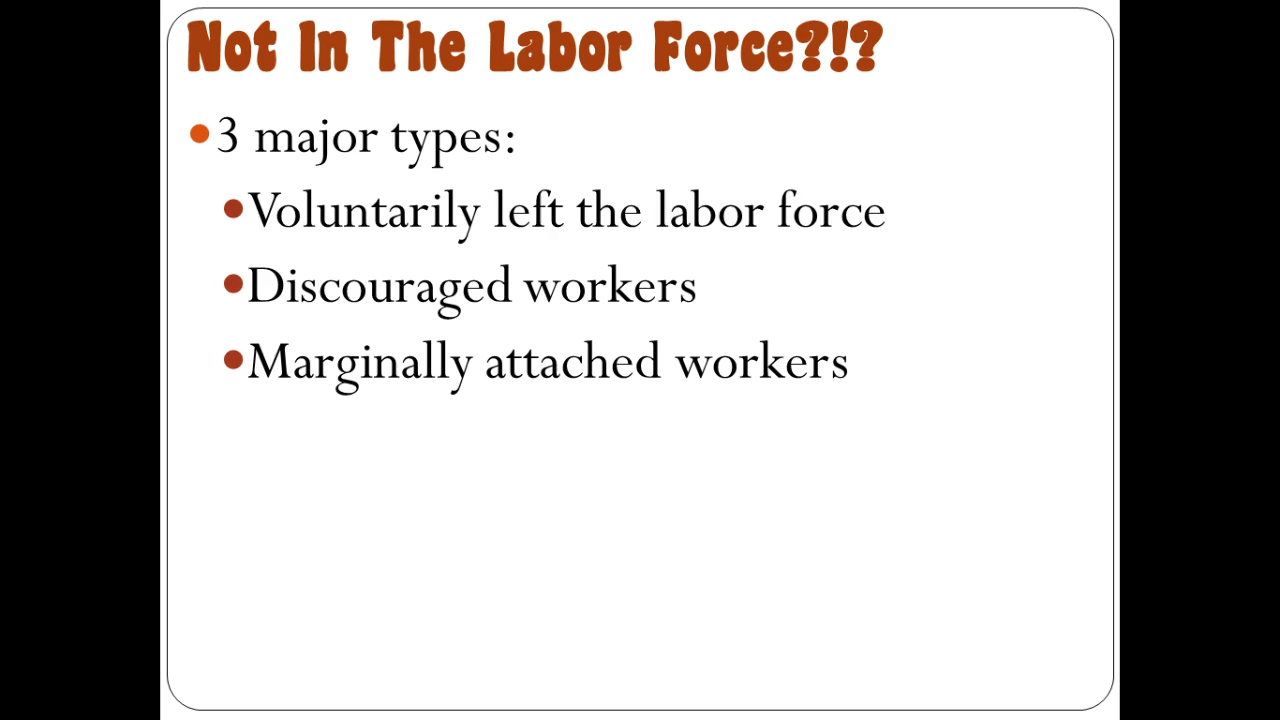 Not In The Labor Force?!?
• 3 major types:
• Voluntarily left the labor force
• Discouraged workers
• Marginally attached workers